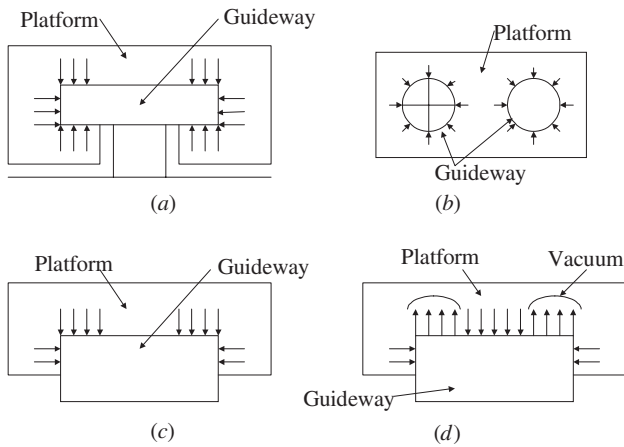 Platform
Guideway
(a)
Platform
Guideway
(b)
Platform
Guideway
(c)
Platform
Vacuum
Guideway
(d)